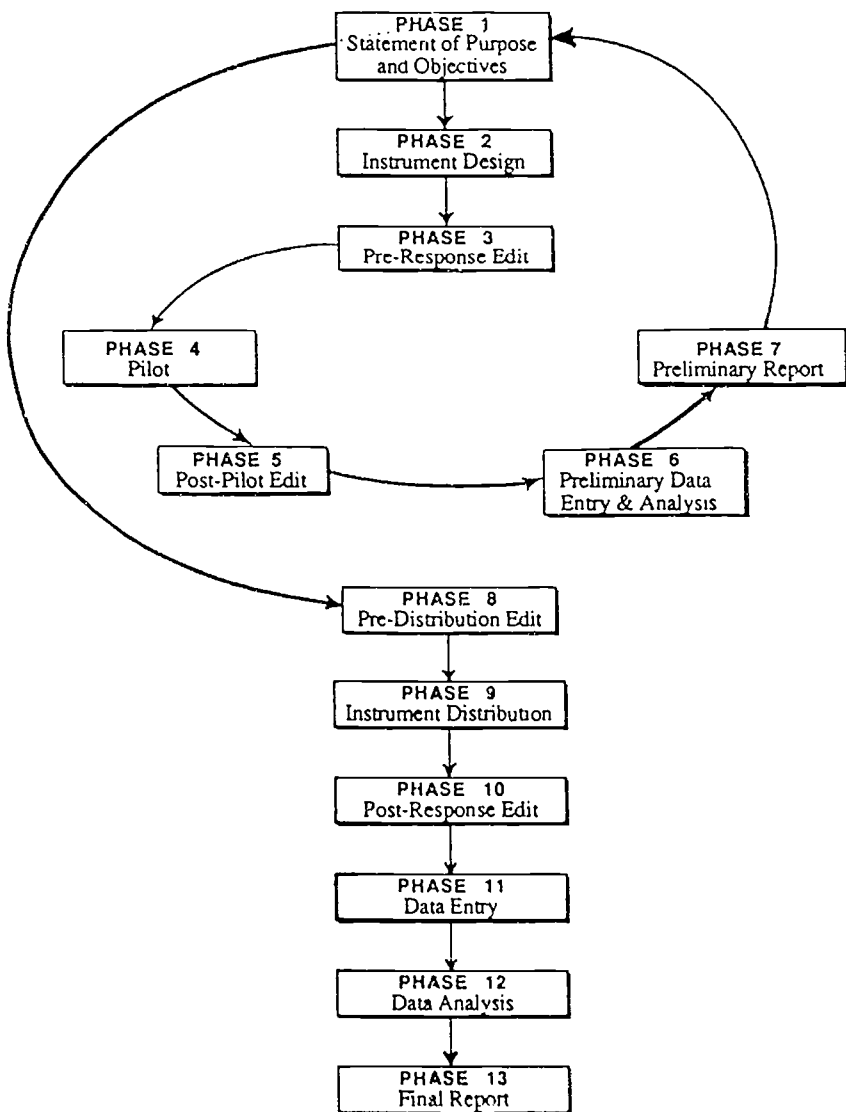 PHASE 1
Statement of Purpose
and Objectives
PHASE 2
Instrument Design
PHASE 3
Pre-Response Edit
PHASE 4
Pilot
PHASE 7
Preliminary Report
PHASE 5
Post-Pilot Edit
PHASE 6
Preliminary Data
Entry & Analysis
PHASE 8
Pre-Distribution Edit
PHASE 9
Instrument Distribution
PHASE 10
Post-Response Edit
PHASE 11
Data Entry
PHASE 12
Data Analysis
PHASE 13
Final Report